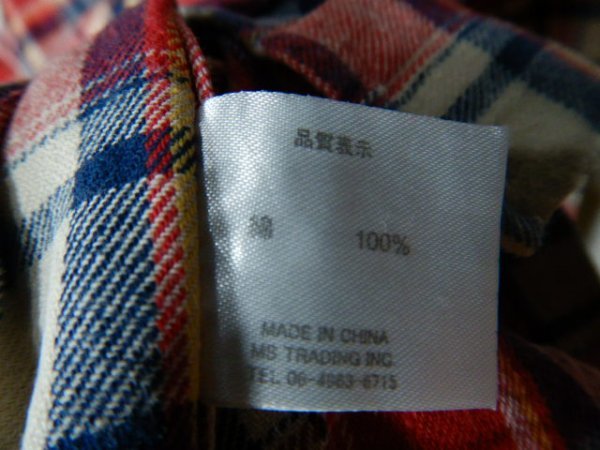 品質表示
綿 100%
MADE IN CHINA
MS TRADING INC.
TEL. 06-4963-6715